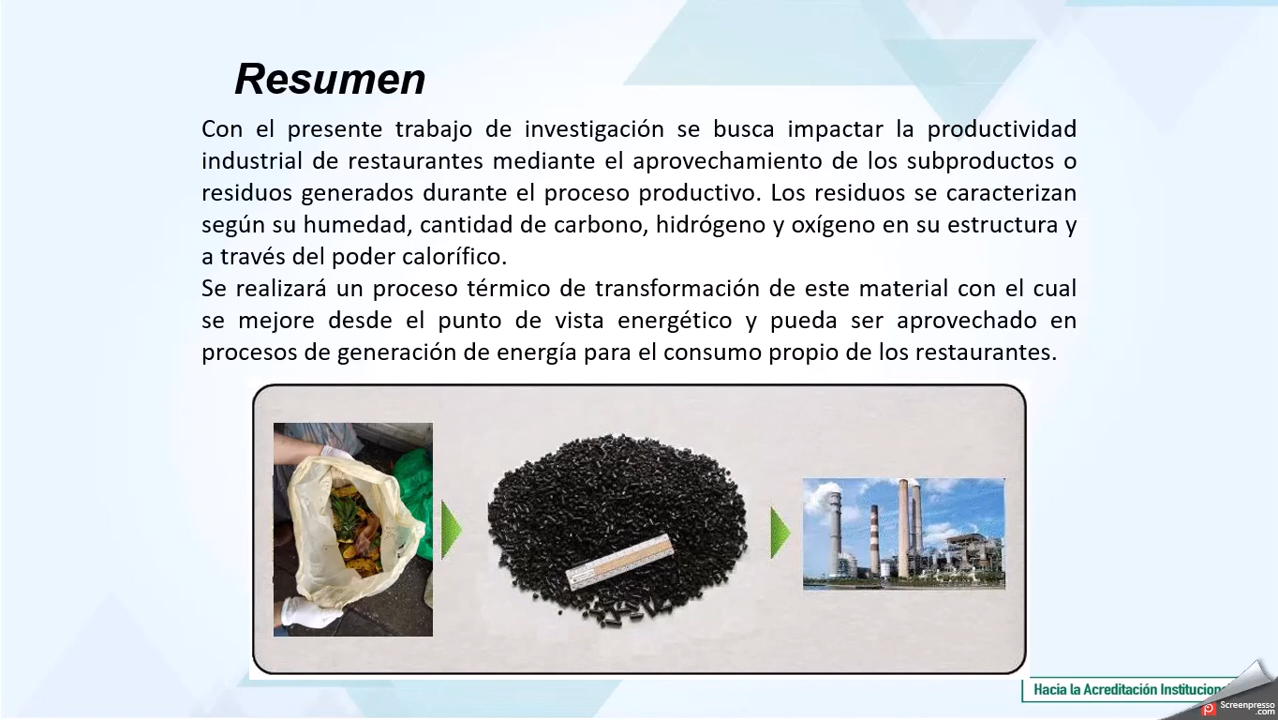 Resumen
Con el presente trabajo de investigación se busca impactar la productividad
industrial de restaurantes mediante el aprovechamiento de los subproductos o
residuos generados durante el proceso productivo. Los residuos se caracterizan
según su humedad, cantidad de carbono, hidrógeno y oxígeno en su estructura y
a través del poder calorífico.
Se realizará un proceso térmico de transformación de este material con el cual
se mejore desde el punto de vista energético y pueda ser aprovechado en
procesos de generación de energía para el consumo propio de los restaurantes.
Hacia la Acreditación
Screenpresso
.com